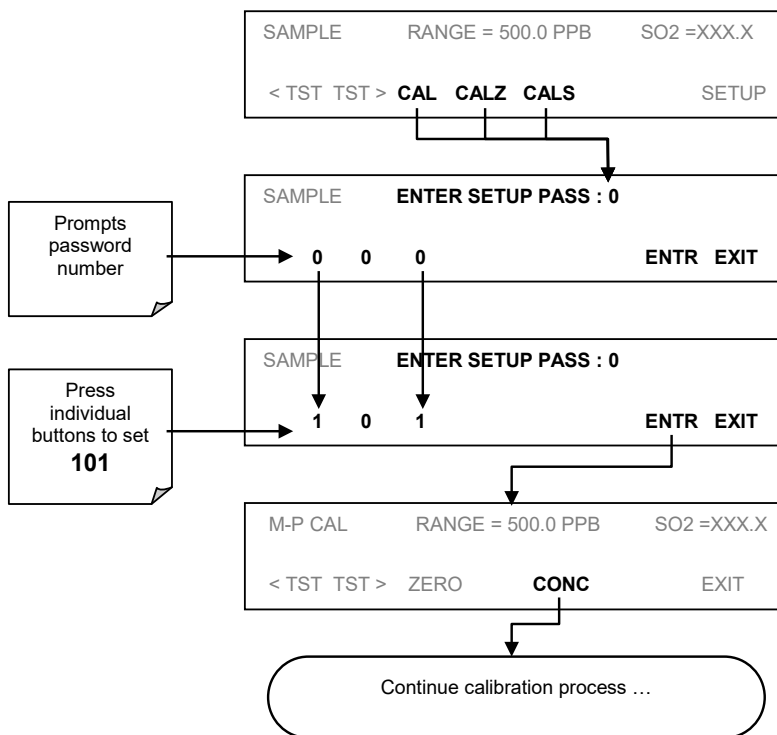 SAMPLE RANGE = 500.0 PPB SO2 =XXX.X
< TST TST > CAL CALZ CALS SETUP
SAMPLE ENTER SETUP PASS : 0
Prompts
password
number
0 0 0 ENTR EXIT
SAMPLE ENTER SETUP PASS : 0
Press
individual
buttons to set
101
1 0 1 ENTR EXIT
M-P CAL RANGE = 500.0 PPB SO2 =XXX.X
< TST TST > ZERO CONC EXIT
Continue calibration process …